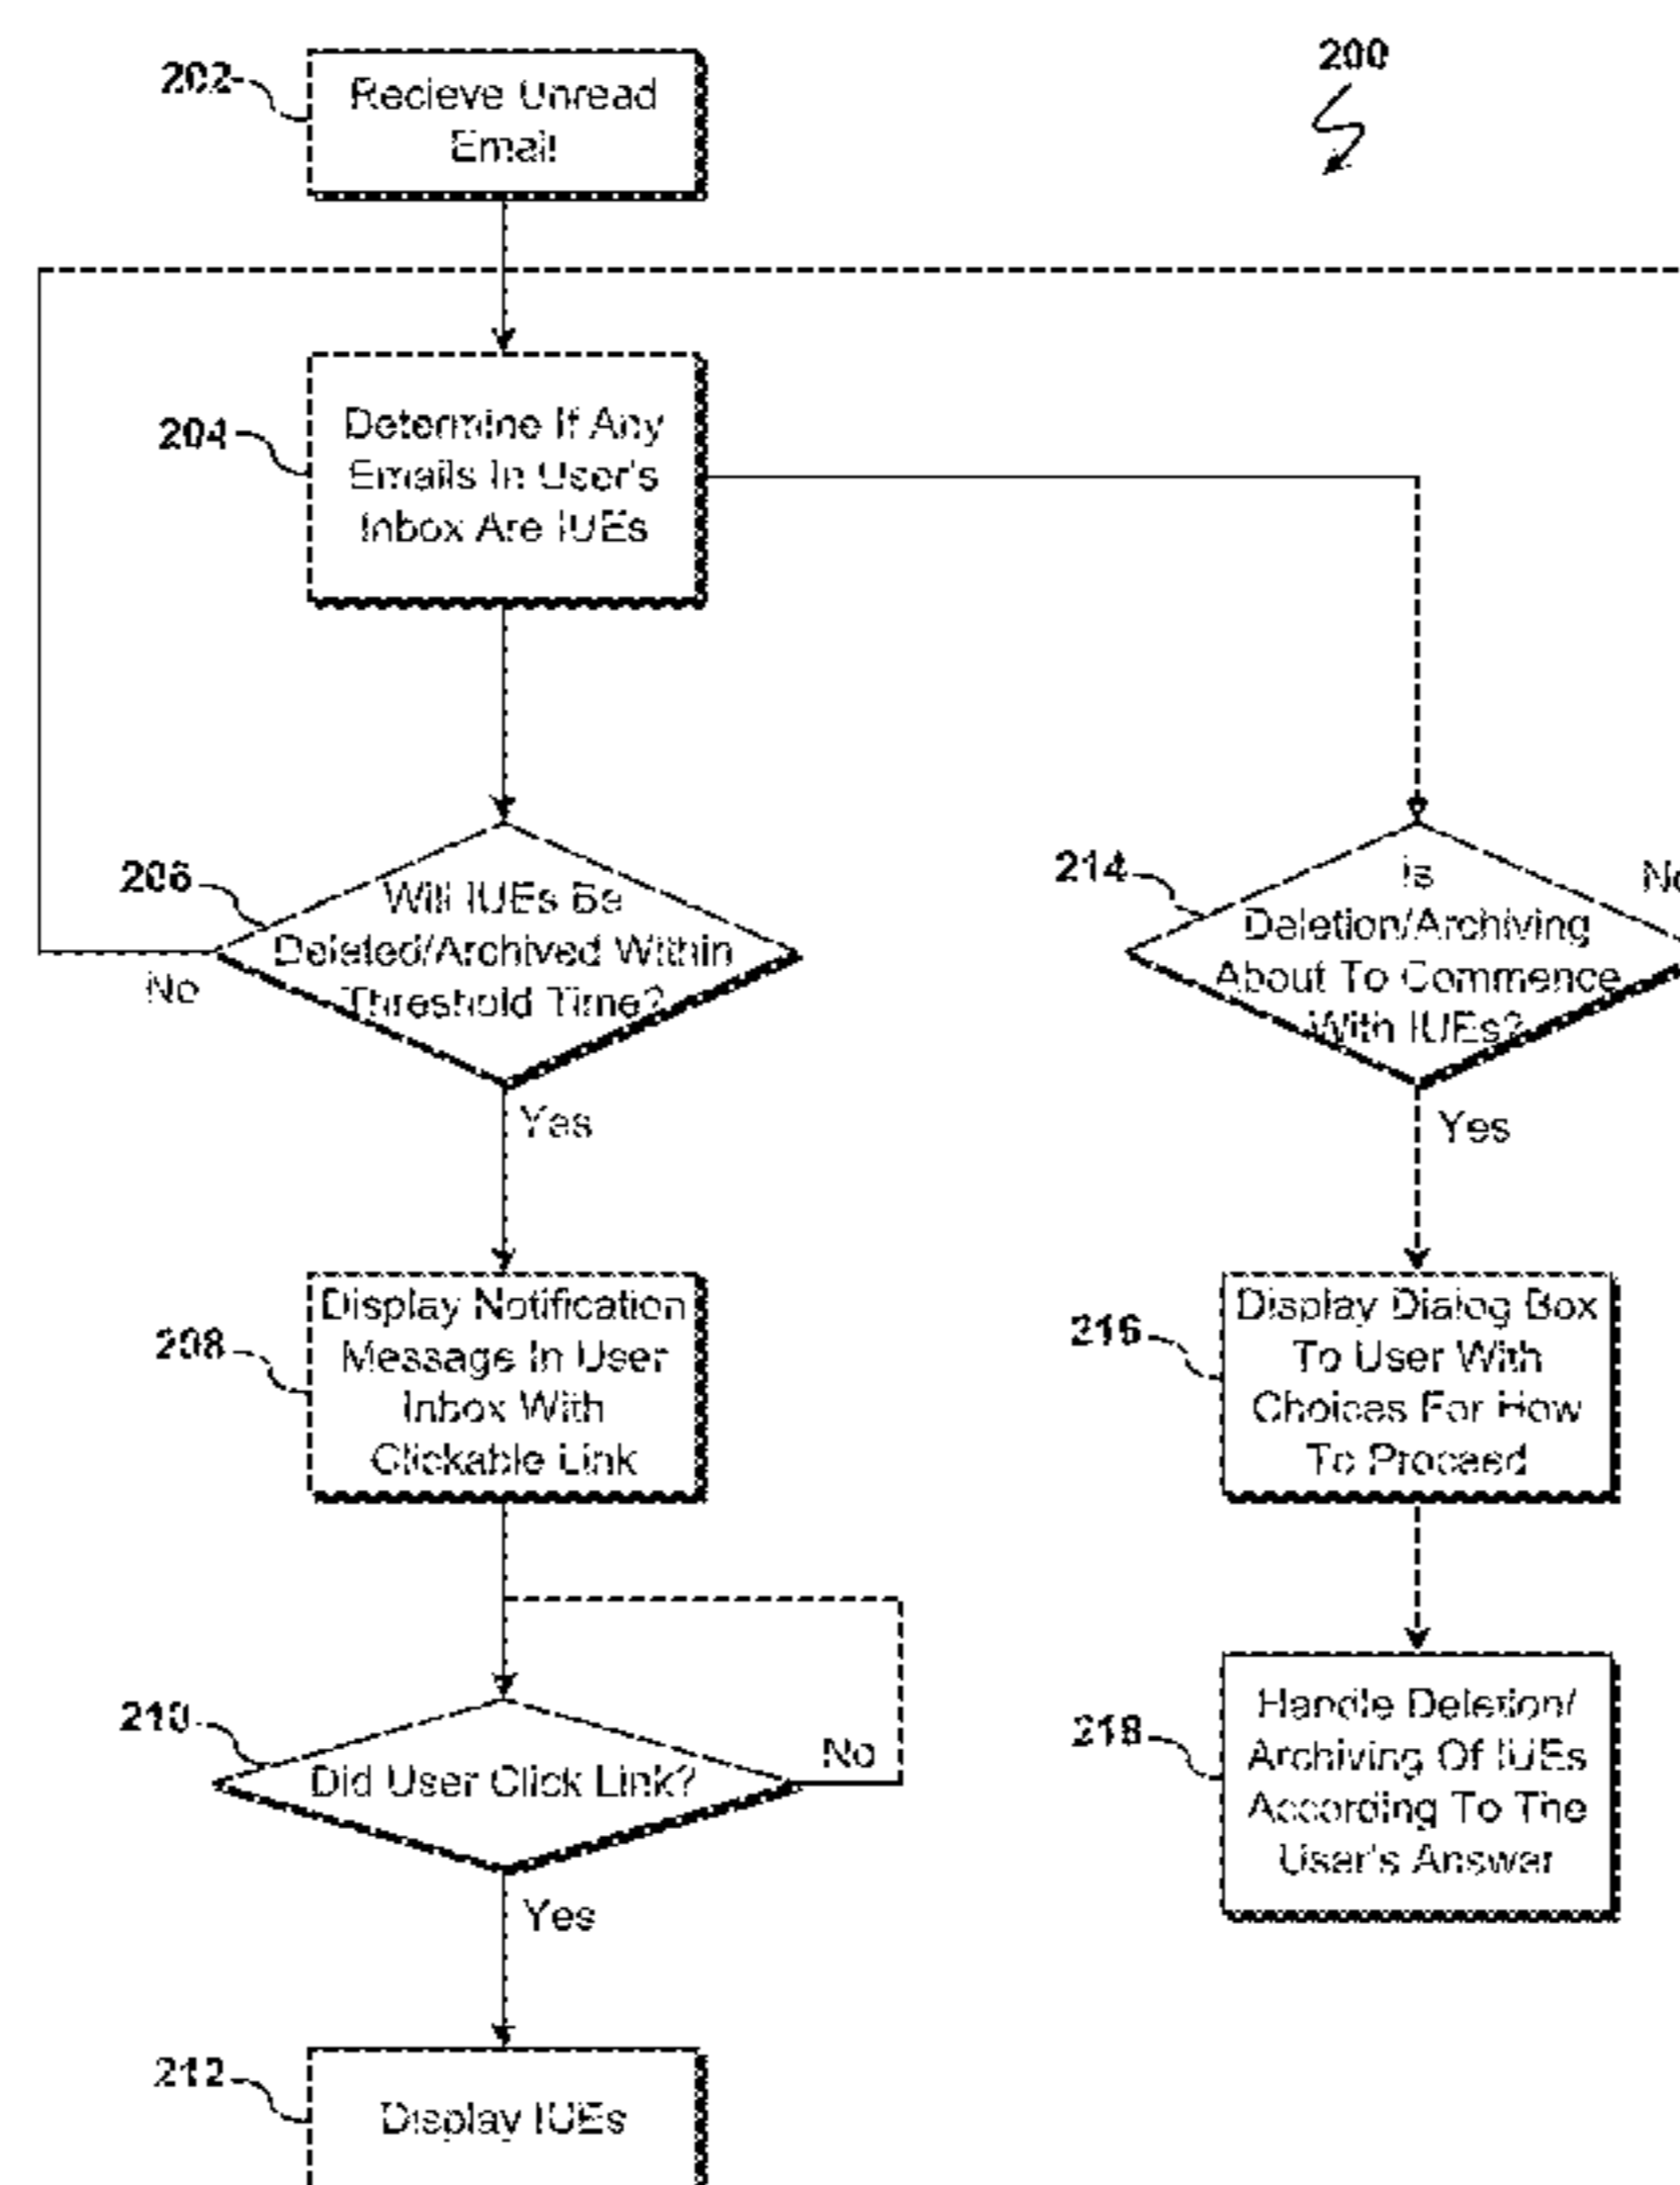 200
202
Recieve Unread
Email
204
Determine If Any
Emails In User's
Inbox Are IUEs
206
Will IUEs Be
Deleted/Archived Within
Threshold Time?
No
Yes
208
Display Notification
Message In User
Inbox With
Clickable Link
210
Did User Click Link?
No
Yes
212
Display IUEs
214
Is
Deletion/Archiving
About To Commence
With IUEs?
No
Yes
216
Display Dialog Box
To User With
Choices For How
To Proceed
218
Handle Deletion/
Archiving Of IUEs
According To The
User's Answer